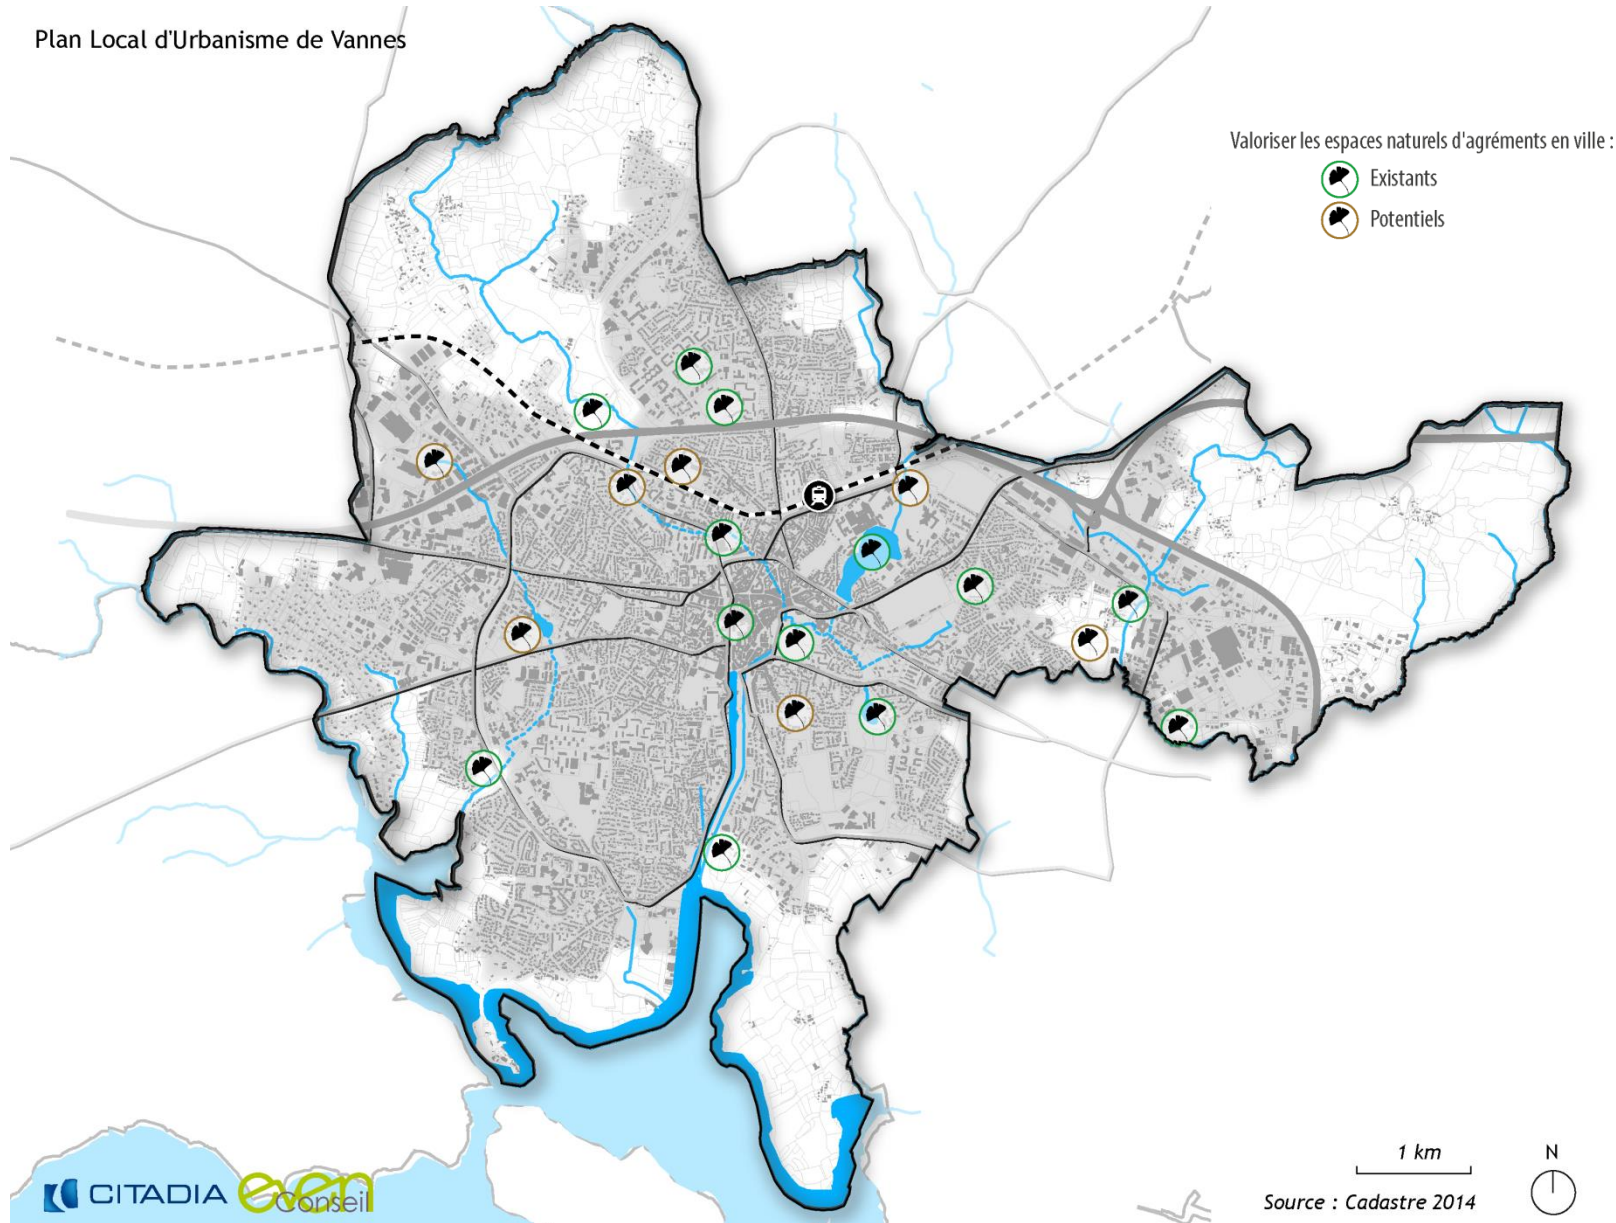 Plan Local d'Urbanisme de Vannes
Valoriser les espaces naturels d'agréments en ville :
Existants
Potentiels
1 km
N
Source : Cadastre 2014
CITADIA
even
Conseil